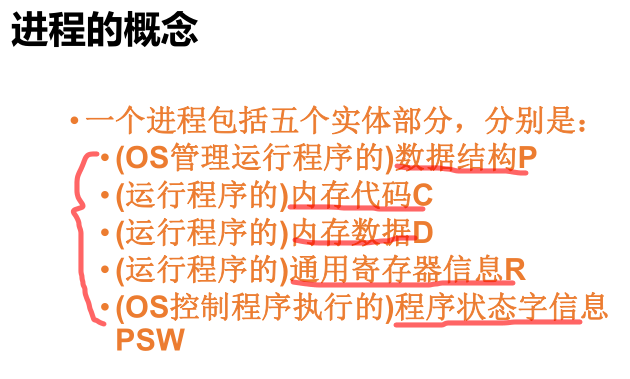 进程的概念
•一个进程包括五个实体部分，分别是：
•(OS管理运行程序的)数据结构P
•(运行程序的)内存代码C
•(运行程序的)内存数据D
•(运行程序的)通用寄存器信息R
•(OS控制程序执行的)程序状态字信息
PSW